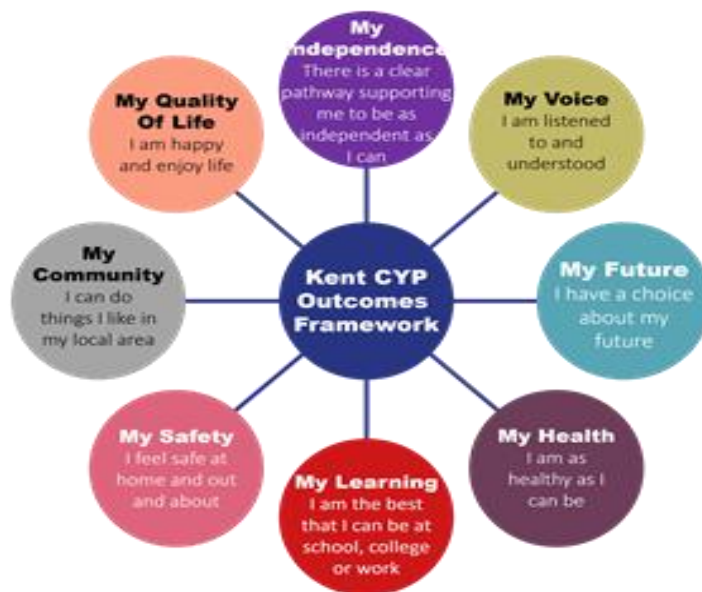 My
Independence
There is a clear
pathway supporting
me to be as
independent as
I can
My Voice
I am listened
to and
understood
My Future
I have a choice
about my
future
My Health
I am as
healthy as I
can be
My Learning
I am the best
that I can be at
school, college
or work
My Safety
I feel safe at
home and out
and about
My
Community
I can do
things I like in
my local area
My Quality
Of Life
I am happy
and enjoy life
Kent CYP
Outcomes
Framework